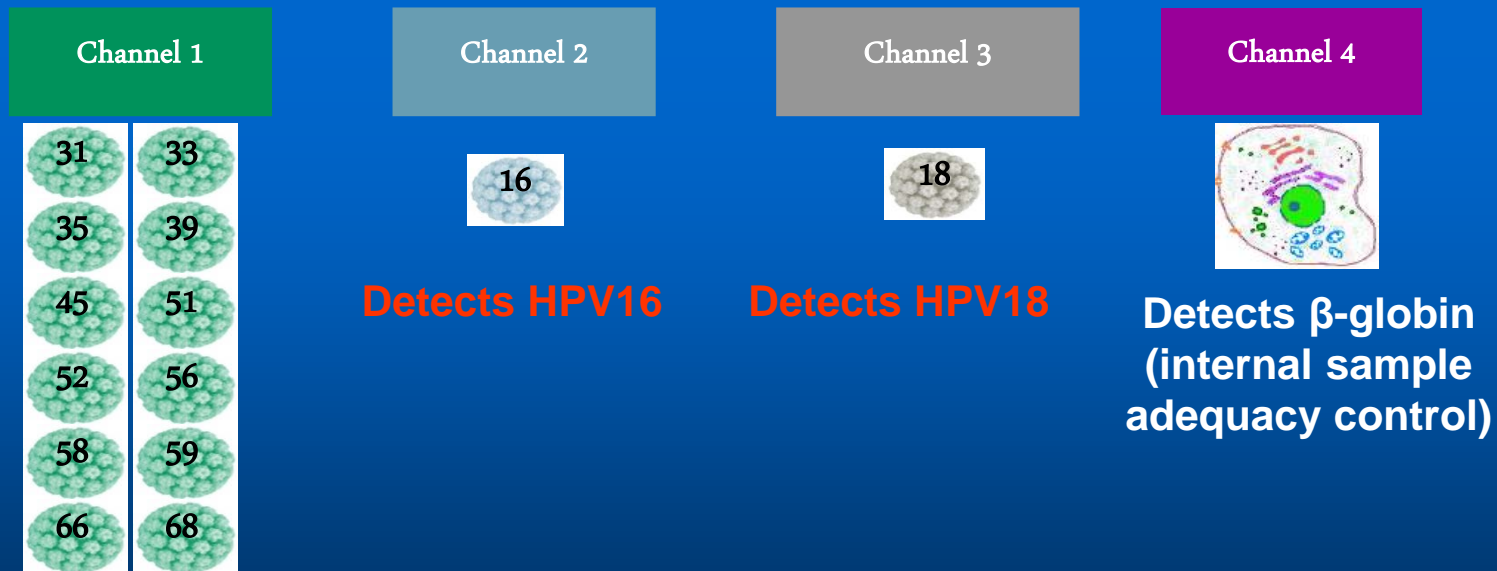 Channel 1
Channel 2
Channel 3
Channel 4
31 33
35 39
45 51
52 56
58 59
66 68
16
Detects HPV16
18
Detects HPV18
Detects β-globin
(internal sample
adequacy control)